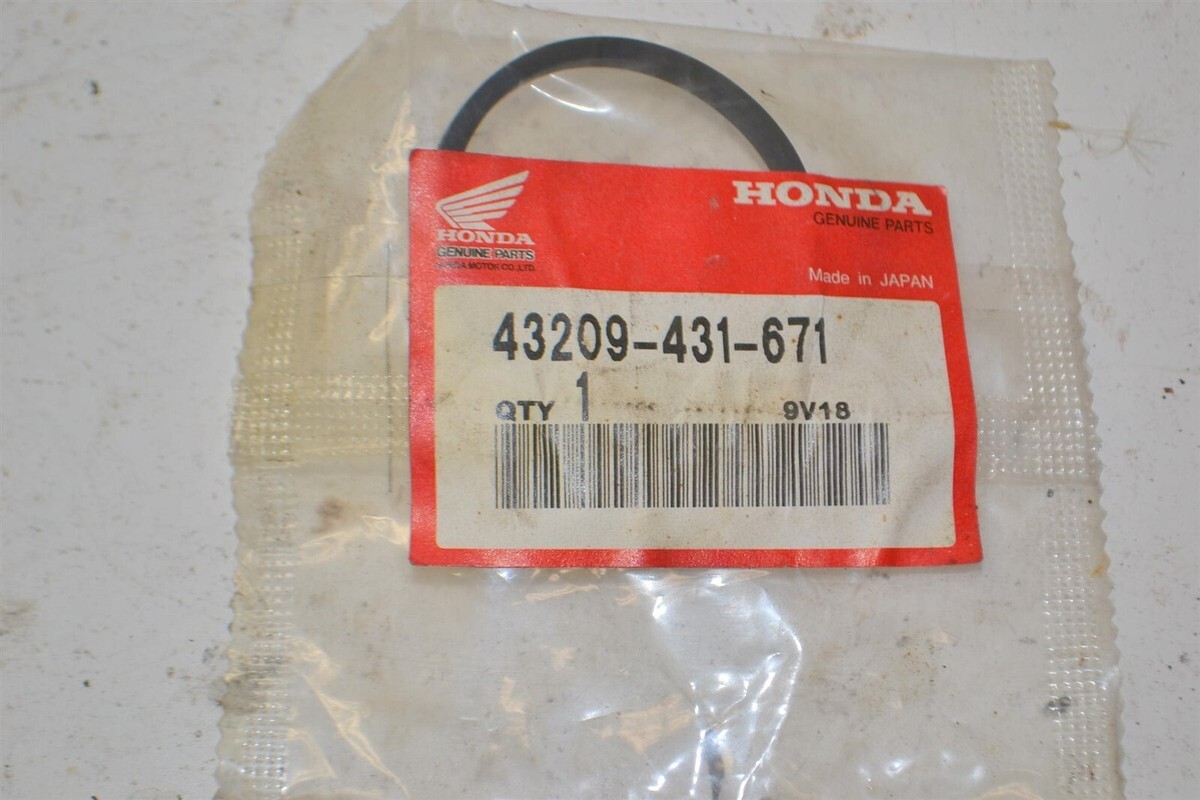 HONDA
GENUINE PARTS
HONDA MOTOR CO.,LTD.
HONDA
GENUINE PARTS
Made in JAPAN
43209-431-671
QTY 1 9V18